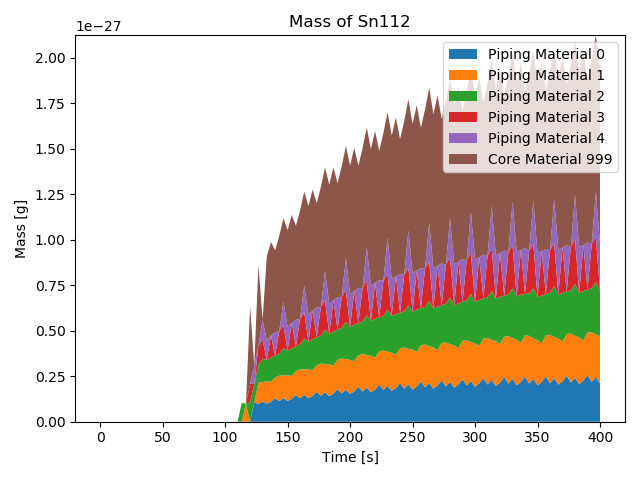 Mass of Sn112
1e−27
Piping Material 0
Piping Material 1
Piping Material 2
Piping Material 3
Piping Material 4
Core Material 999
2.00
1.75
1.50
1.25
1.00
0.75
0.50
0.25
0.00
Mass [g]
0 50 100 150 200 250 300 350 400
Time [s]